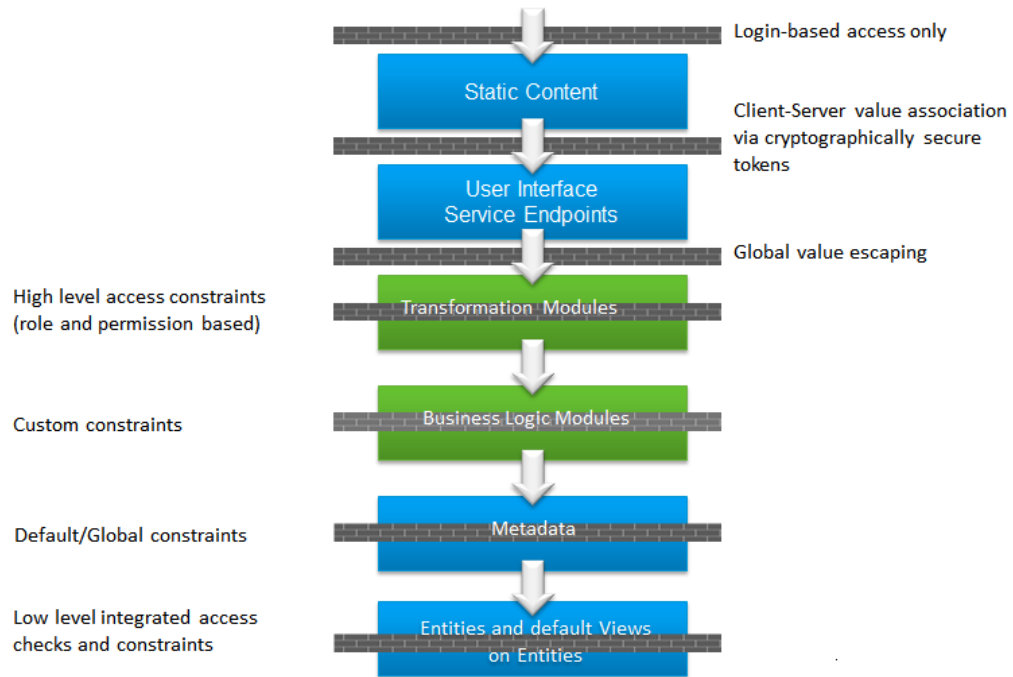 Login-based access only
Static Content
Client-Server value association
via cryptographically secure
tokens
User Interface
Service Endpoints
Global value escaping
High level access constraints
(role and permission based)
Transformation Modules
Custom constraints
Business Logic Modules
Default/Global constraints
Metadata
Low level integrated access
checks and constraints
Entities and default Views
on Entities
.